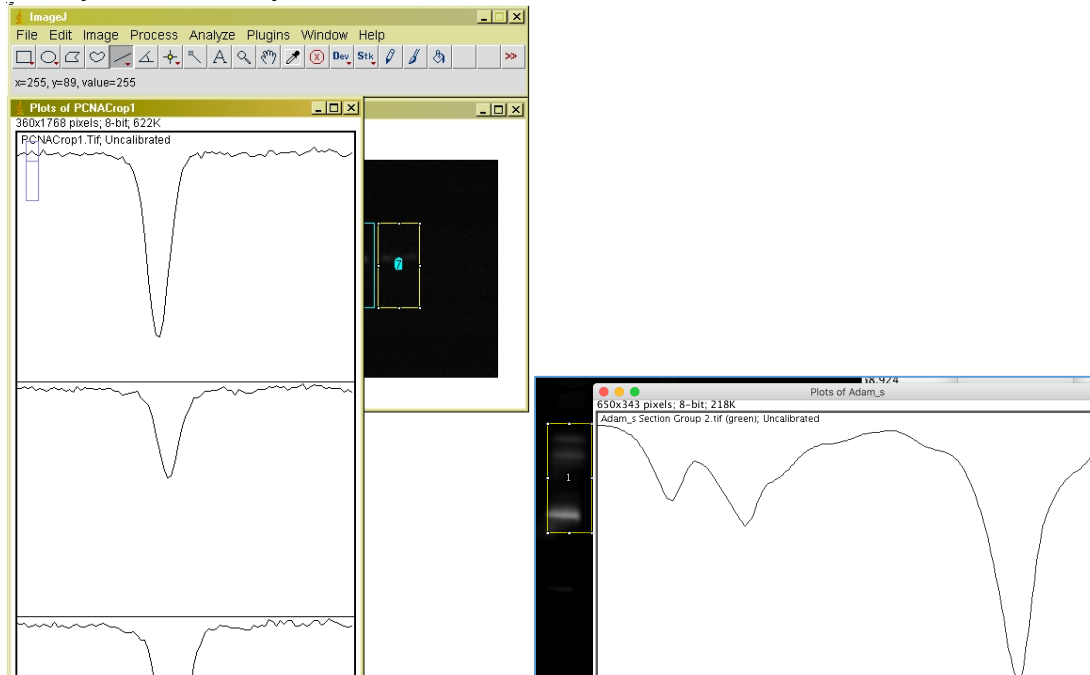 ImageJ
File Edit Image Process Analyze Plugins Window Help
A Dev Stk >>
x=255, y=89, value=255
Plots of PCNACrop1
360x1768 pixels; 8-bit; 622K
PCNACrop1.Tif; Uncalibrated
7
Plots of Adam_s
650x343 pixels; 8-bit; 218K
Adam_s Section Group 2.tif (green); Uncalibrated
1